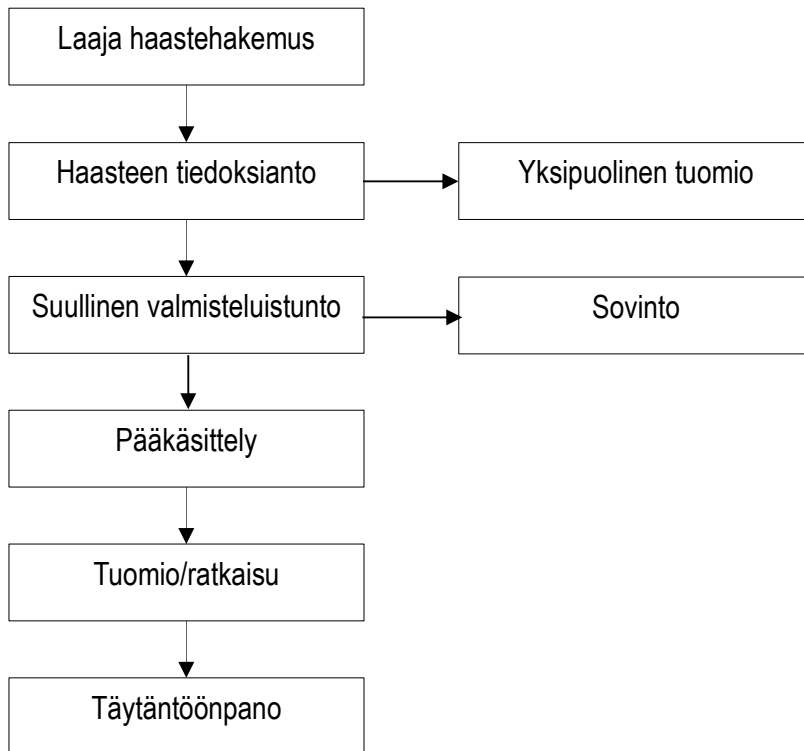 Laaja haastehakemus
Haasteen tiedoksianto
Yksipuolinen tuomio
Suullinen valmisteluistunto
Sovinto
Pääkäsittely
Tuomio/ratkaisu
Täytäntöönpano